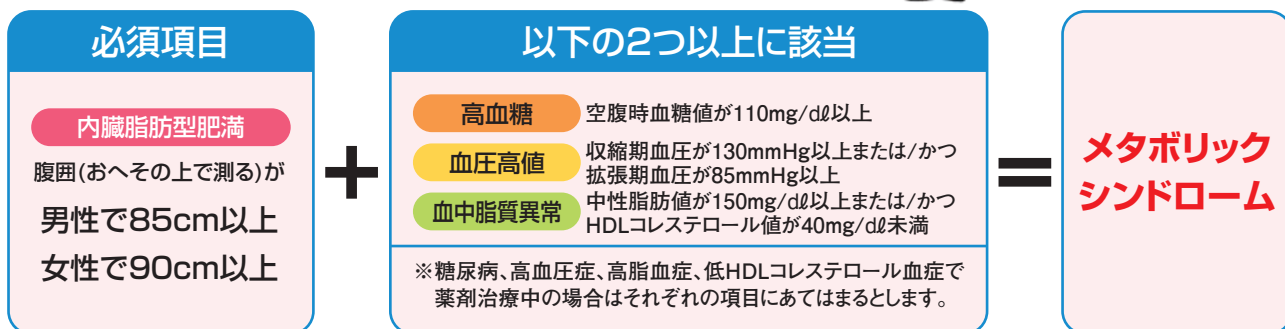 必須項目
内臓脂肪型肥満
腹囲(おへその上で測る)が
男性で85cm以上
女性で90cm以上
+
以下の2つ以上に該当
高血糖 空腹時血糖値が110mg/dℓ以上
血圧高値 収縮期血圧が130mmHg以上または/かつ
拡張期血圧が85mmHg以上
血中脂質異常 中性脂肪値が150mg/dℓ以上または/かつ
HDLコレステロール値が40mg/dℓ未満
※糖尿病、高血圧症、高脂血症、低HDLコレステロール血症で
薬剤治療中の場合はそれぞれの項目にあてはまるとします。
=
メタボリック
シンドローム